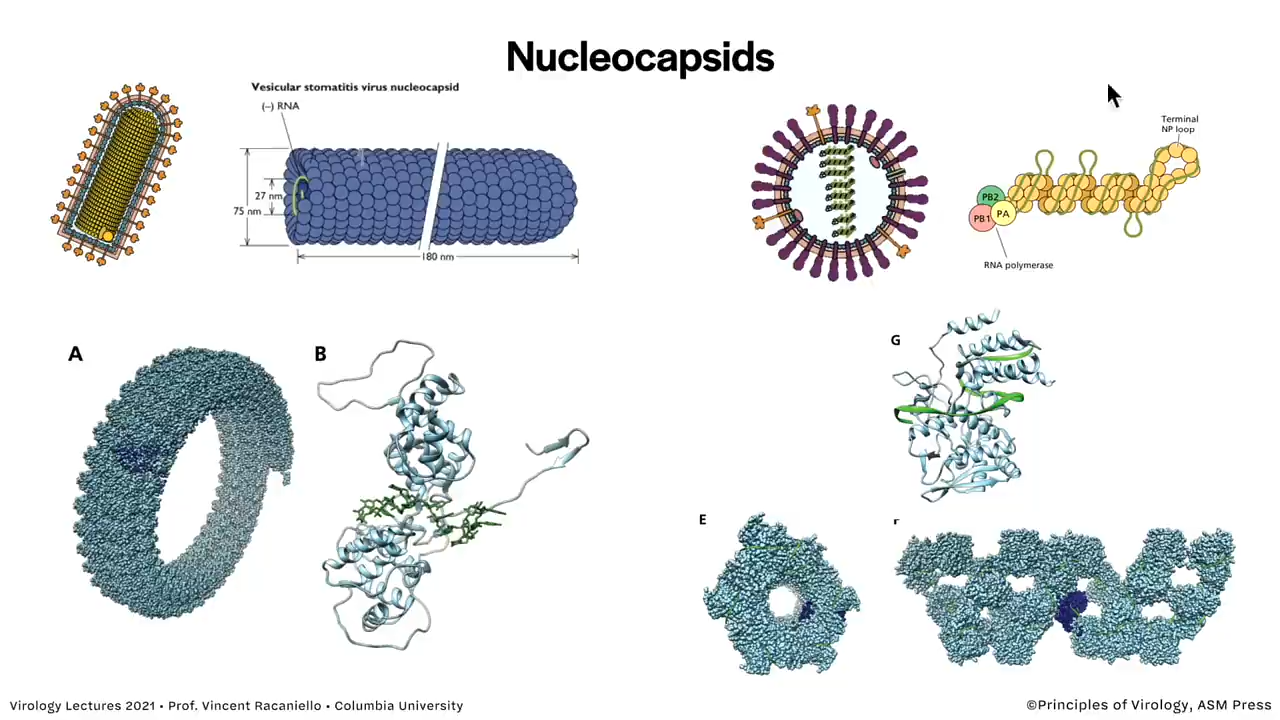 Nucleocapsids
Vesicular stomatitis virus nucleocapsid
(–) RNA
27 nm
75 nm
180 nm
Terminal
NP loop
PB2
PB1
PA
RNA polymerase
A
B
G
E
Virology Lectures 2021 • Prof. Vincent Racaniello • Columbia University
©Principles of Virology, ASM Press